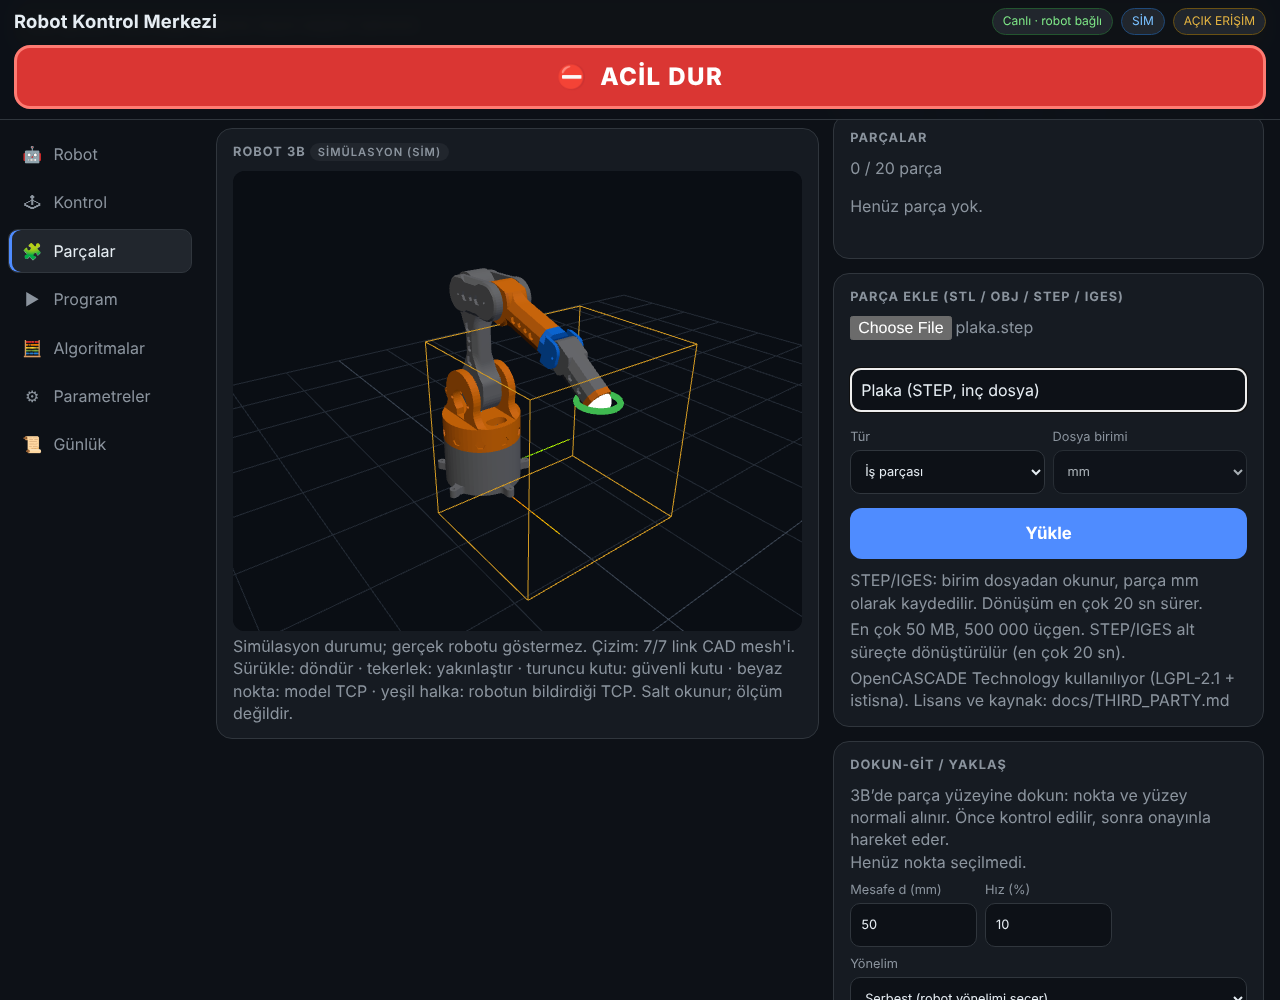 Robot Kontrol Merkezi
Canlı · robot bağlı
SİM
AÇIK ERİŞİM
ACİL DUR
Robot
Kontrol
Parçalar
Program
Algoritmalar
Parametreler
Günlük
ROBOT 3B SİMÜLASYON (SİM)
Simülasyon durumu; gerçek robotu göstermez. Çizim: 7/7 link CAD mesh'i.
Sürükle: döndür · tekerlek: yakınlaştır · turuncu kutu: güvenli kutu · beyaz
nokta: model TCP · yeşil halka: robotun bildirdiği TCP. Salt okunur; ölçüm
değildir.
PARÇALAR
0 / 20 parça
Henüz parça yok.
PARÇA EKLE (STL / OBJ / STEP / IGES)
Choose File plaka.step
Plaka (STEP, inç dosya)
Tür
Dosya birimi
İş parçası
mm
Yükle
STEP/IGES: birim dosyadan okunur, parça mm
olarak kaydedilir. Dönüşüm en çok 20 sn sürer.
En çok 50 MB, 500 000 üçgen. STEP/IGES alt
süreçte dönüştürülür (en çok 20 sn).
OpenCASCADE Technology kullanılıyor (LGPL-2.1 +
istisna). Lisans ve kaynak: docs/THIRD_PARTY.md
DOKUN-GİT / YAKLAŞ
3B’de parça yüzeyine dokun: nokta ve yüzey
normali alınır. Önce kontrol edilir, sonra onayınla
hareket eder.
Henüz nokta seçilmedi.
Mesafe d (mm)
Hız (%)
50
10
Yönelim
Serbest (robot yönelimi seçer)